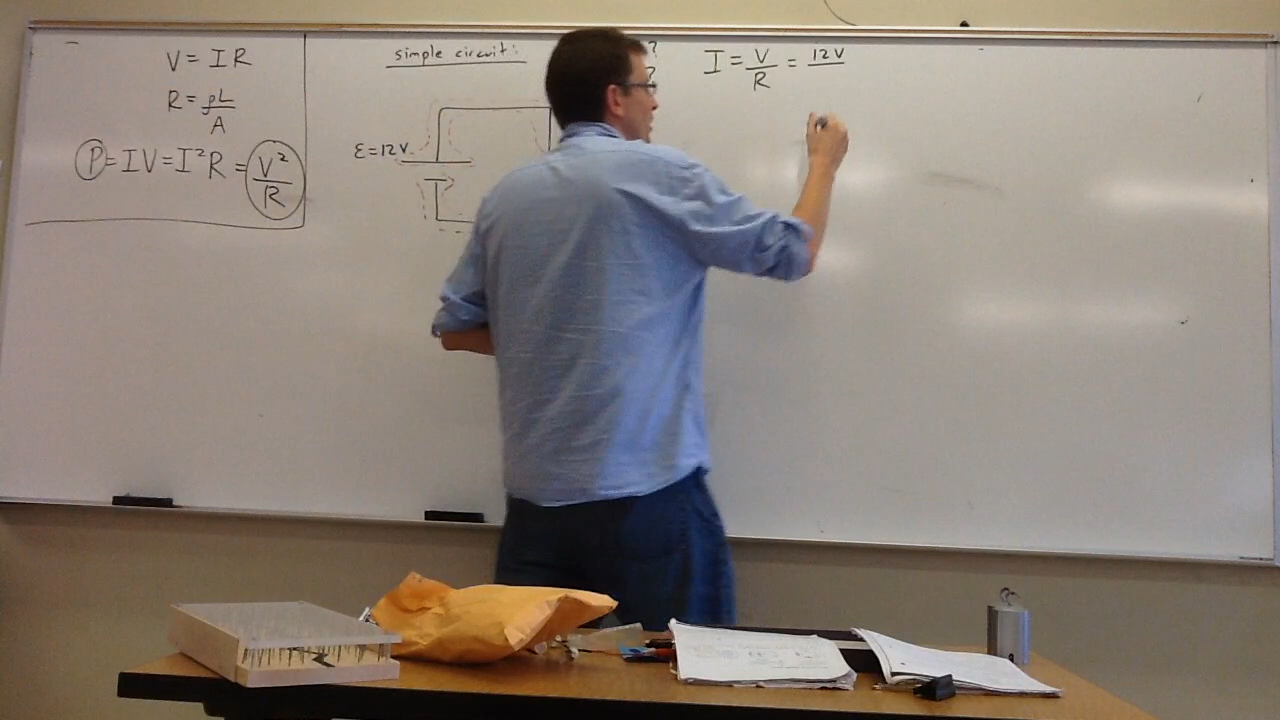 V = IR
R = ρL/A
P = IV = I²R = V²/R
simple circuit:
ε = 12V
?
?
I = V/R = 12V